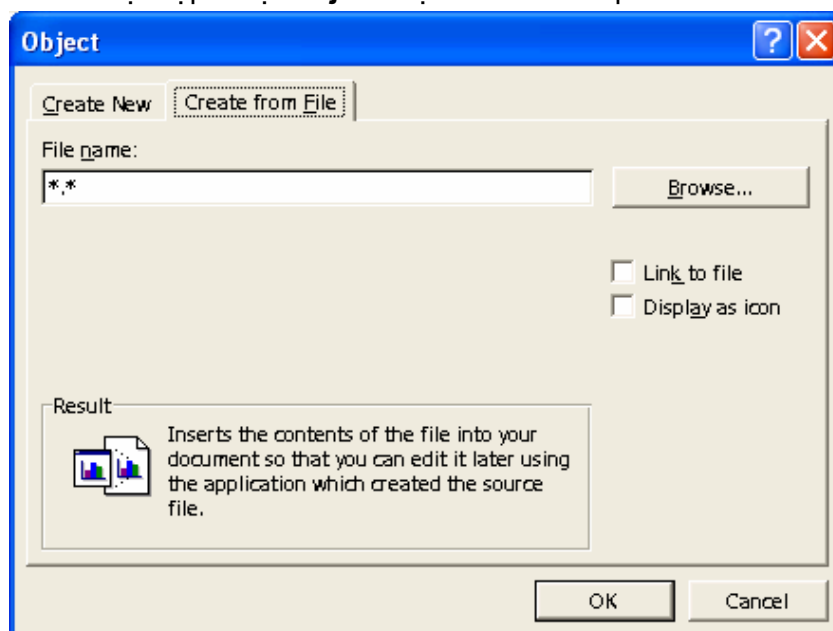 Object
Create New
Create from File
File name:
*.*
Browse...
Link to file
Display as icon
Result
Inserts the contents of the file into your
document so that you can edit it later using
the application which created the source
file.
OK
Cancel